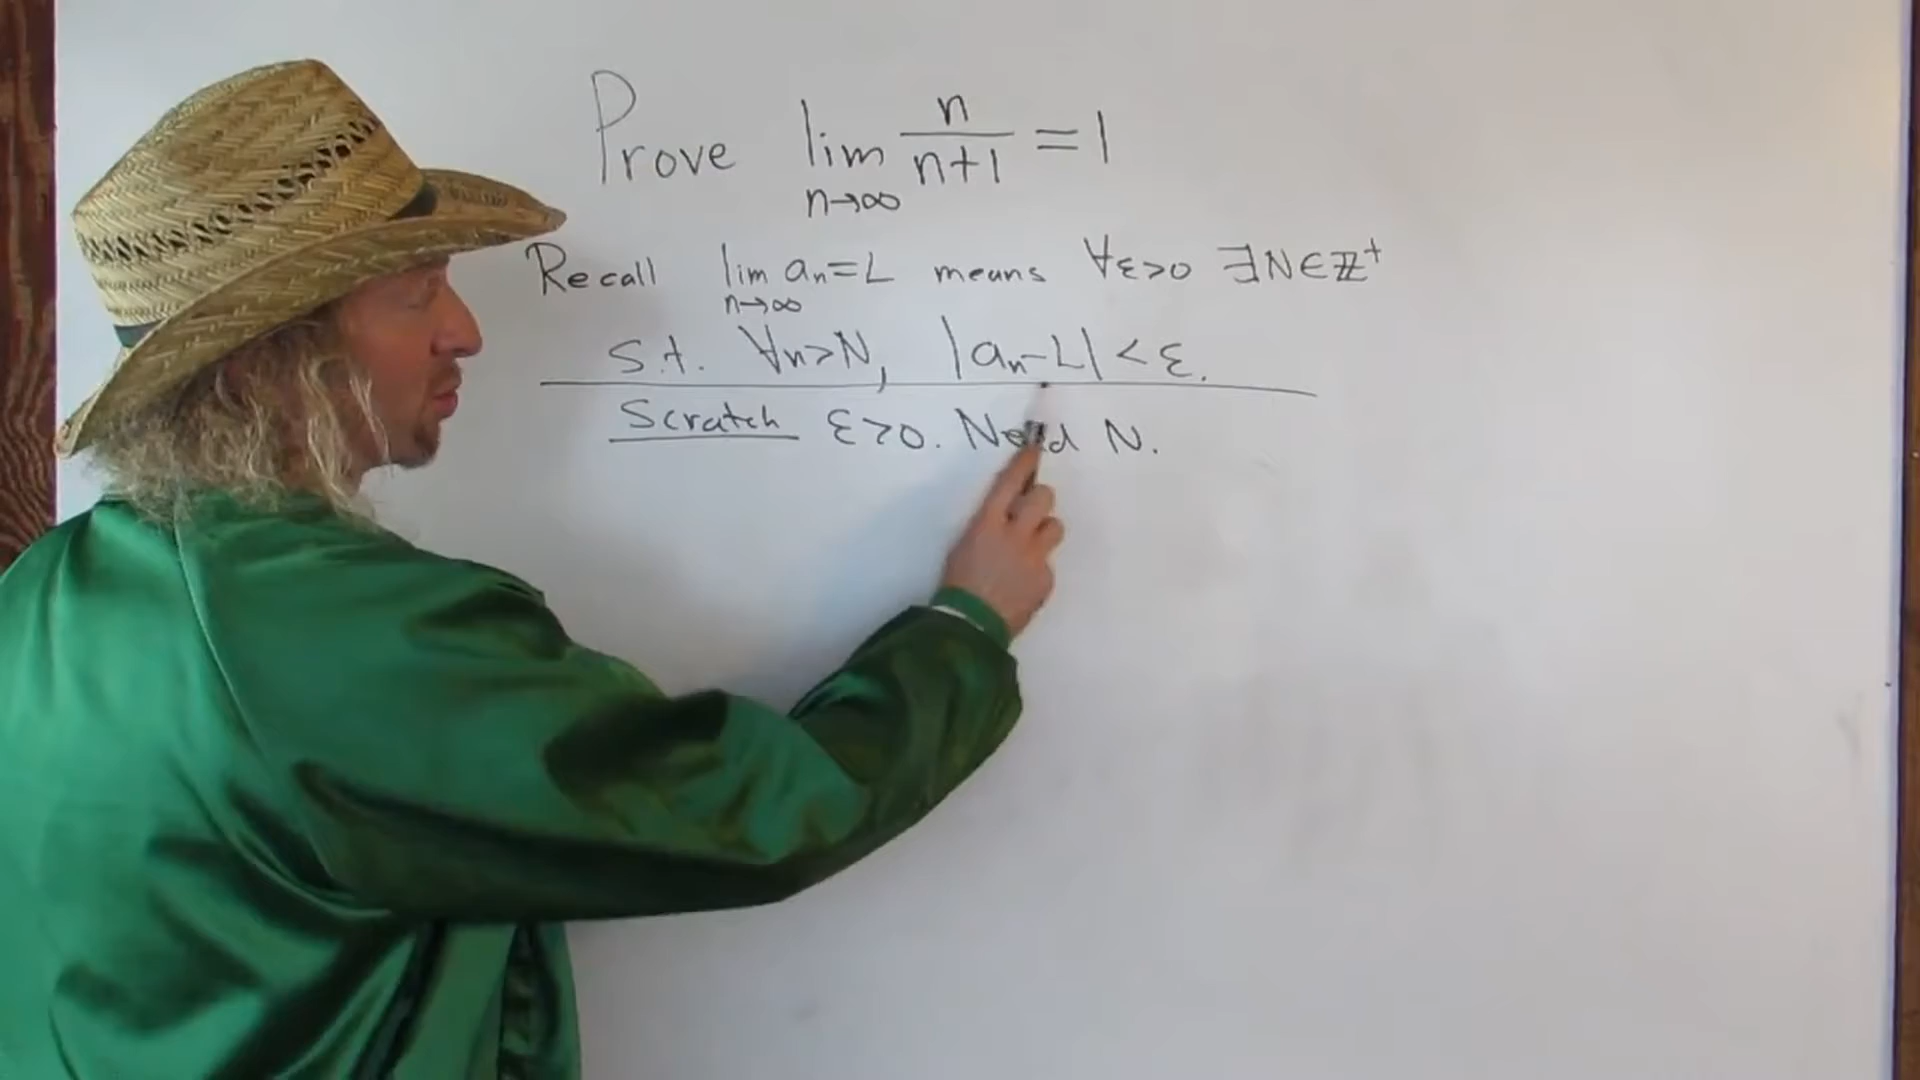 Prove lim n→∞ n/(n+1) = 1
Recall lim n→∞ aₙ = L means ∀ε>0 ∃N∈ℤ⁺
s.t. ∀n>N, |aₙ-L| < ε.
Scratch ε>0. Need N.